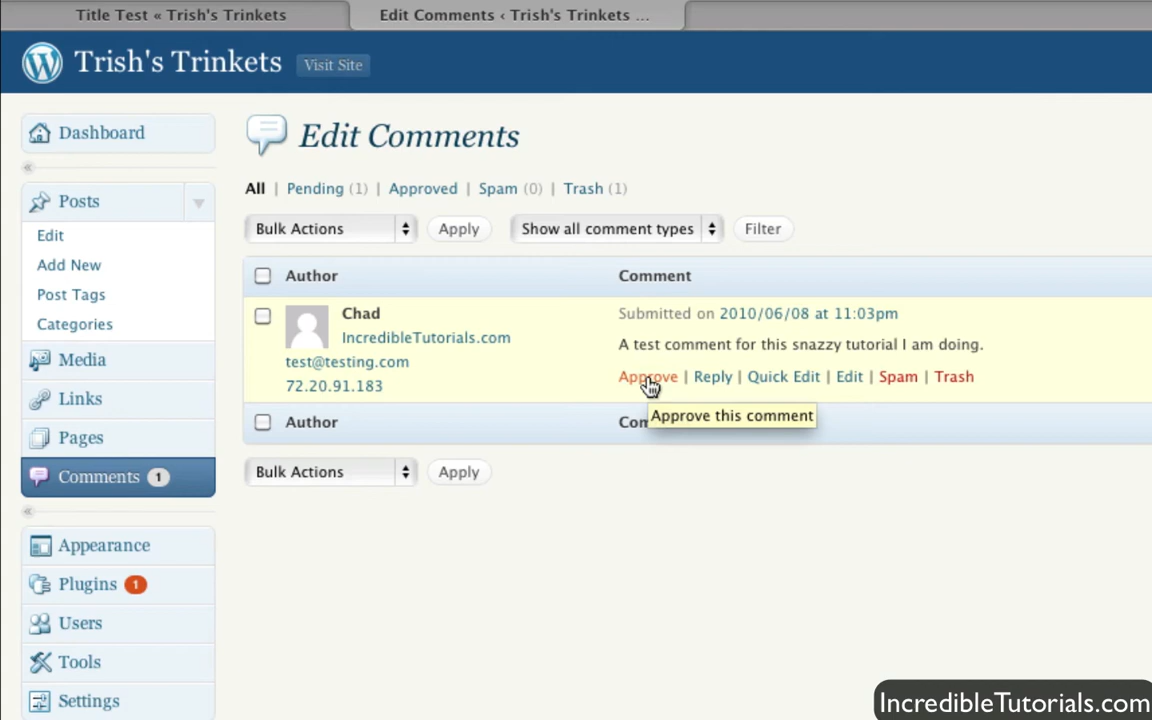 Title Test « Trish's Trinkets
Edit Comments ‹ Trish's Trinkets ...
Trish's Trinkets Visit Site
Dashboard
Posts
Edit
Add New
Post Tags
Categories
Media
Links
Pages
Comments 1
Appearance
Plugins 1
Users
Tools
Settings
Edit Comments
All | Pending (1) | Approved | Spam (0) | Trash (1)
Bulk Actions Apply Show all comment types Filter
Author Comment
Chad
IncredibleTutorials.com
test@testing.com
72.20.91.183
Submitted on 2010/06/08 at 11:03pm
A test comment for this snazzy tutorial I am doing.
Approve | Reply | Quick Edit | Edit | Spam | Trash
Approve this comment
Author Com
Bulk Actions Apply
IncredibleTutorials.com